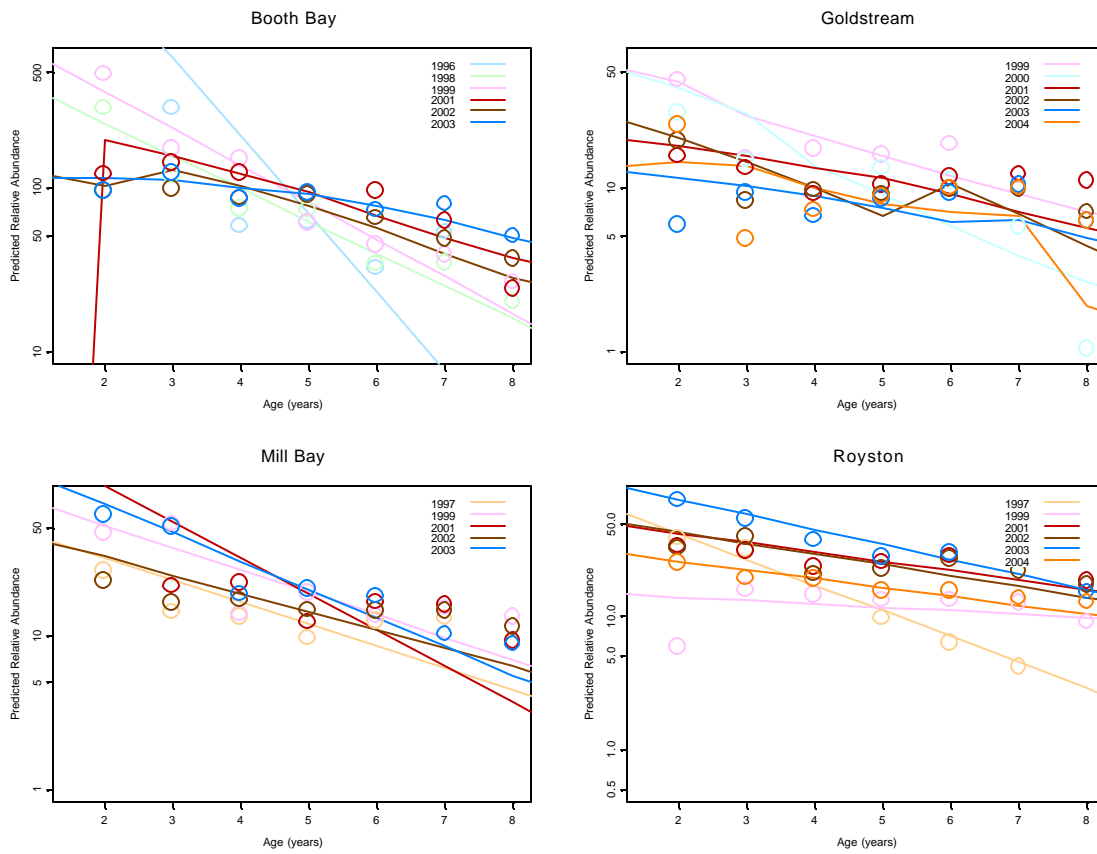 Booth Bay
Predicted Relative Abundance
500
100
50
10
1996
1998
1999
2001
2002
2003
2 3 4 5 6 7 8
Age (years)
Goldstream
Predicted Relative Abundance
50
10
5
1
1999
2000
2001
2002
2003
2004
2 3 4 5 6 7 8
Age (years)
Mill Bay
Predicted Relative Abundance
50
10
5
1
1997
1999
2001
2002
2003
2 3 4 5 6 7 8
Age (years)
Royston
Predicted Relative Abundance
50.0
10.0
5.0
1.0
0.5
1997
1999
2001
2002
2003
2004
2 3 4 5 6 7 8
Age (years)